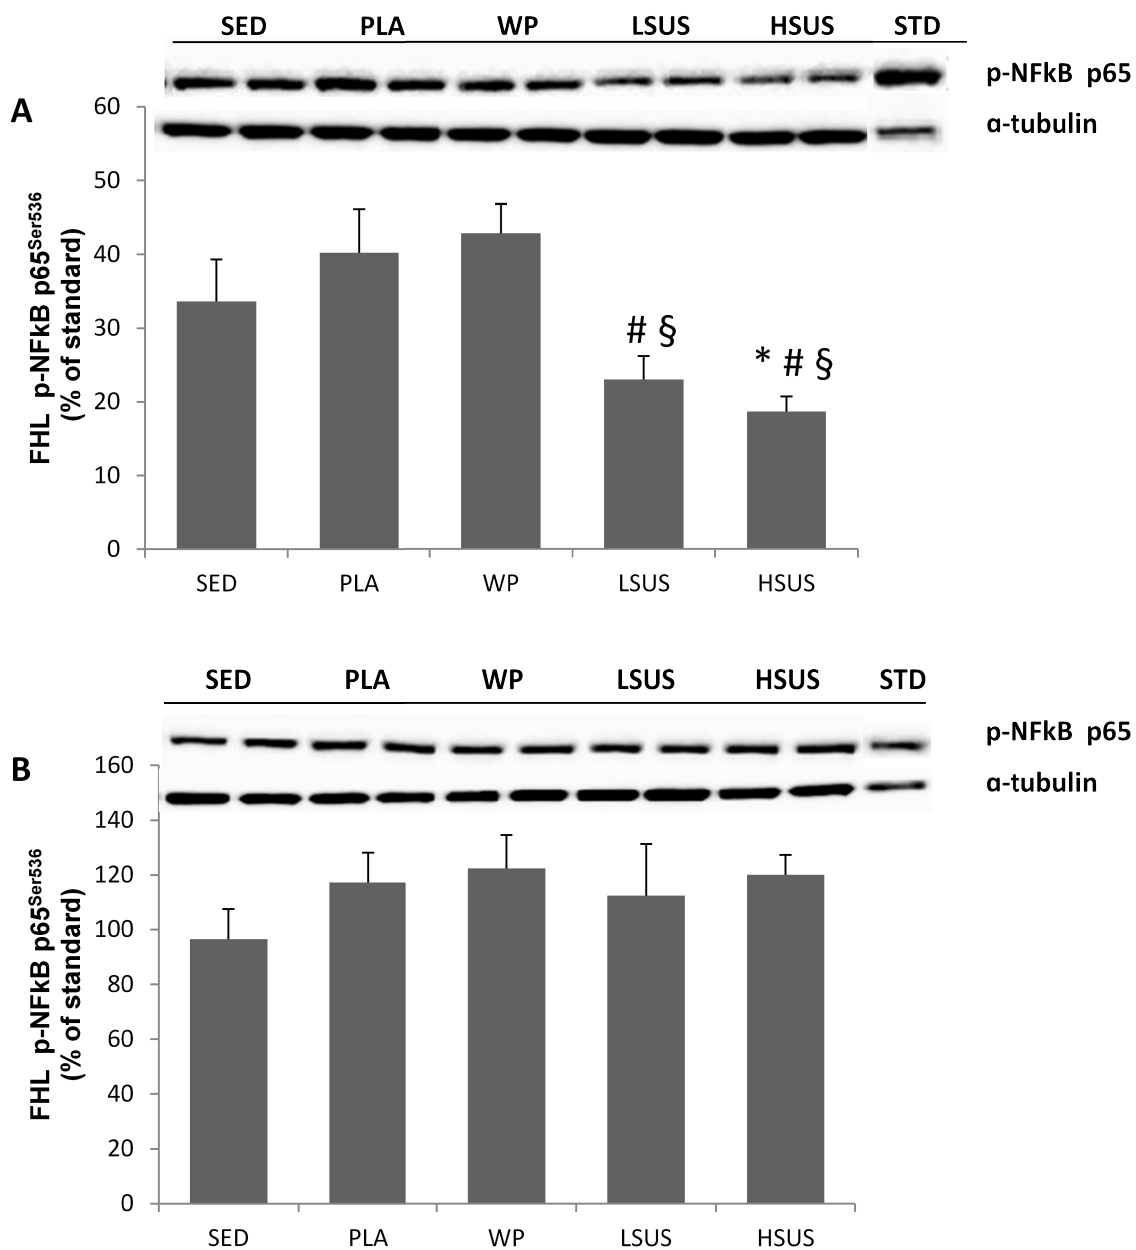 SED PLA WP LSUS HSUS STD
p-NFkB p65
A
α-tubulin
60
50
40
30
20
10
0
FHL p-NFkB p65Ser536
(% of standard)
# §
* # §
SED PLA WP LSUS HSUS
SED PLA WP LSUS HSUS STD
p-NFkB p65
B
α-tubulin
160
140
120
100
80
60
40
20
0
FHL p-NFkB p65Ser536
(% of standard)
SED PLA WP LSUS HSUS